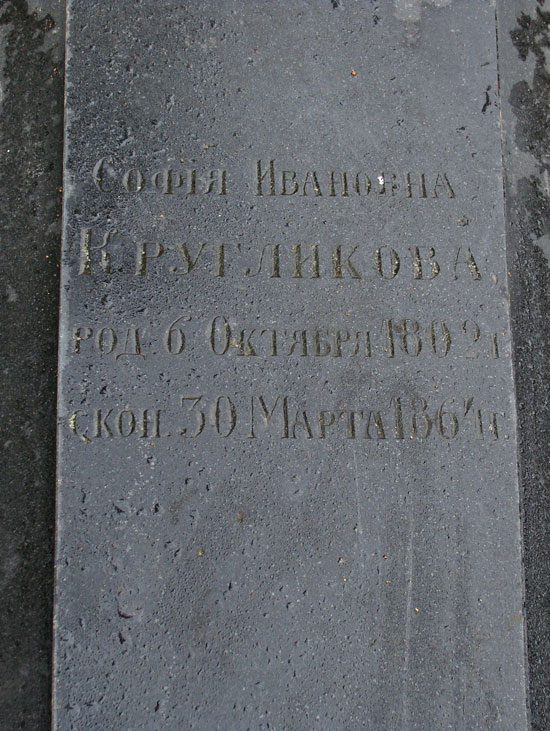 Софія Ивановна
Кругликова,
род. 6 Октября 1802 г.
скон. 30 Марта 1864 г.